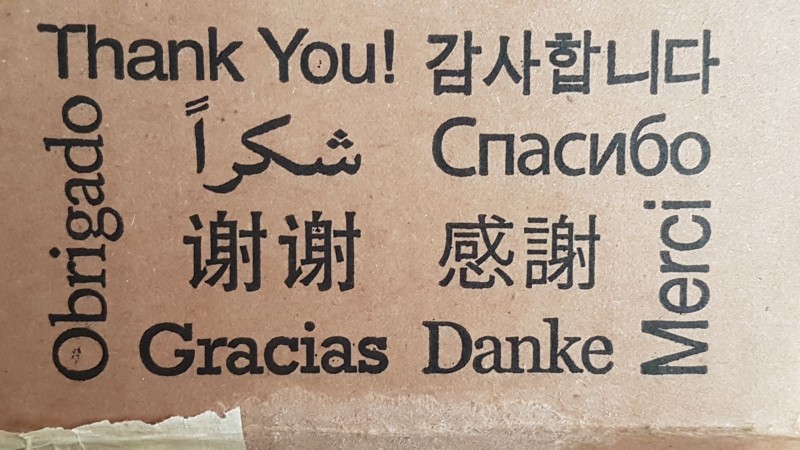 Thank You! 감사합니다
Obrigado
شكراً Спасибо
谢谢 感謝
Merci
Gracias Danke